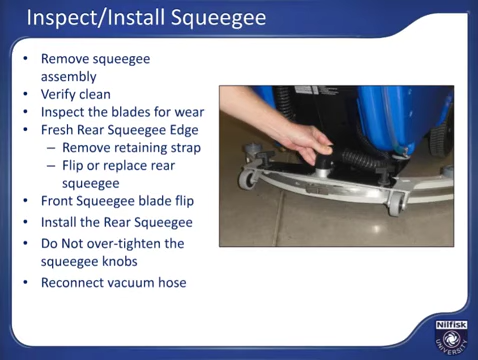 Inspect/Install Squeegee
• Remove squeegee
assembly
• Verify clean
• Inspect the blades for wear
• Fresh Rear Squeegee Edge
– Remove retaining strap
– Flip or replace rear
squeegee
• Front Squeegee blade flip
• Install the Rear Squeegee
• Do Not over-tighten the
squeegee knobs
• Reconnect vacuum hose
Nilfisk
UNIVERSITY